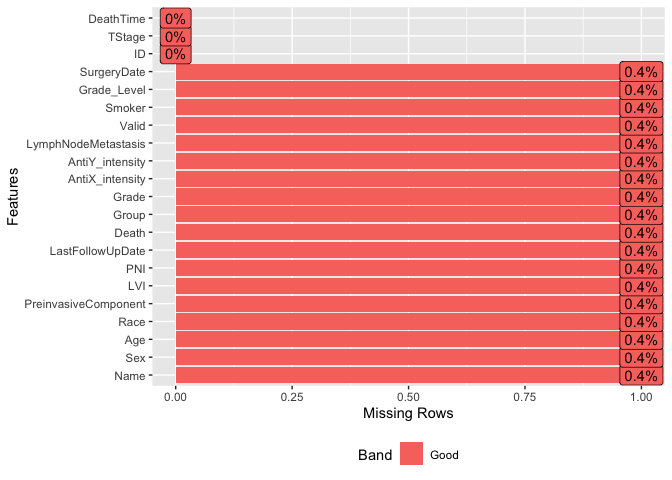 Features
DeathTime 0%
TStage 0%
ID 0%
SurgeryDate 0.4%
Grade_Level 0.4%
Smoker 0.4%
Valid 0.4%
LymphNodeMetastasis 0.4%
AntiY_intensity 0.4%
AntiX_intensity 0.4%
Grade 0.4%
Group 0.4%
Death 0.4%
LastFollowUpDate 0.4%
PNI 0.4%
LVI 0.4%
PreinvasiveComponent 0.4%
Race 0.4%
Age 0.4%
Sex 0.4%
Name 0.4%
0.00 0.25 0.50 0.75 1.00
Missing Rows
Band Good